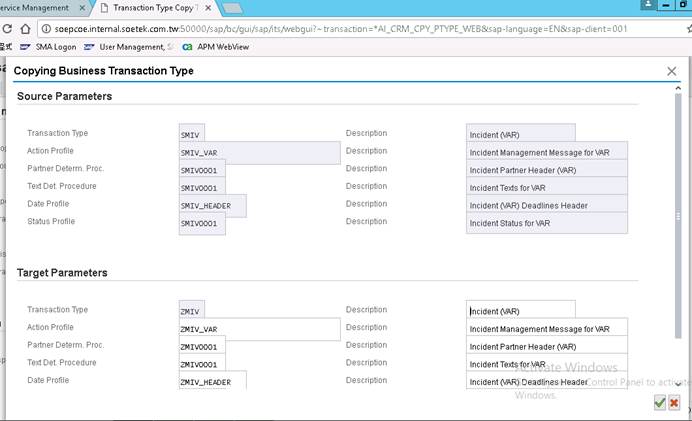 ervice Management
Transaction Type Copy T
soepcoe.internal.soetek.com.tw:50000/sap/bc/gui/sap/its/webgui?~transaction=*AI_CRM_CPY_PTYPE_WEB&sap-language=EN&sap-client=001
程式 SMA Logon User Management, S APM WebView
Copying Business Transaction Type
Source Parameters
Transaction Type SMIV Description Incident (VAR)
Action Profile SMIV_VAR Description Incident Management Message for VAR
Partner Determ. Proc. SMIV0001 Description Incident Partner Header (VAR)
Text Det. Procedure SMIV0001 Description Incident Texts for VAR
Date Profile SMIV_HEADER Description Incident (VAR) Deadlines Header
Status Profile SMIV0001 Description Incident Status for VAR
Target Parameters
Transaction Type ZMIV Description Incident (VAR)
Action Profile ZMIV_VAR Description Incident Management Message for VAR
Partner Determ. Proc. ZMIV0001 Description Incident Partner Header (VAR)
Text Det. Procedure ZMIV0001 Description Incident Texts for VAR
Activate Windows
Date Profile ZMIV_HEADER Description Incident (VAR) Deadlines Header
Control Panel to activate
Windows.